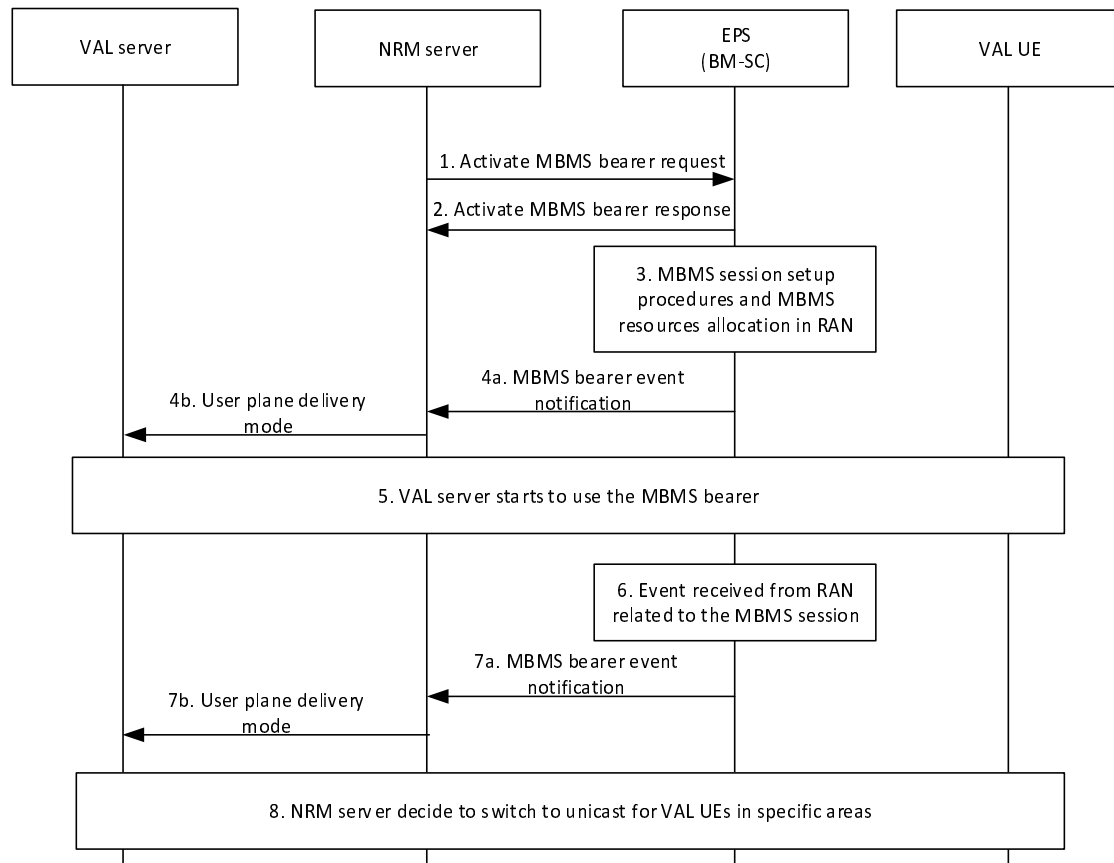 VAL server
NRM server
EPS
(BM-SC)
VAL UE
1. Activate MBMS bearer request
2. Activate MBMS bearer response
3. MBMS session setup
procedures and MBMS
resources allocation in RAN
4a. MBMS bearer event
notification
4b. User plane delivery
mode
5. VAL server starts to use the MBMS bearer
6. Event received from RAN
related to the MBMS session
7a. MBMS bearer event
notification
7b. User plane delivery
mode
8. NRM server decide to switch to unicast for VAL UEs in specific areas